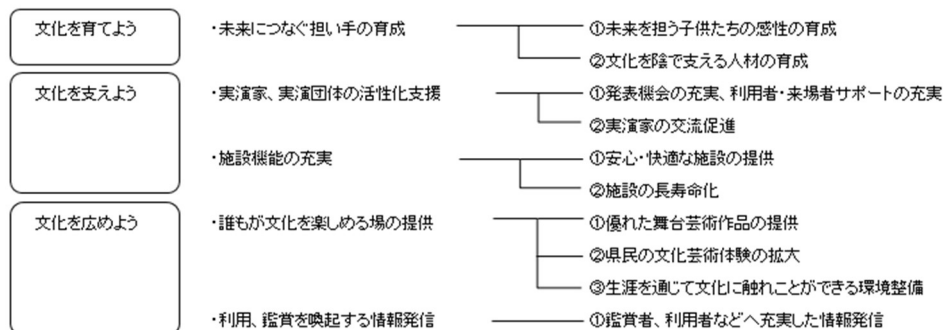 文化を育てよう ・未来につなぐ担い手の育成 ①未来を担う子供たちの感性の育成
②文化を陰で支える人材の育成
文化を支えよう ・実演家、実演団体の活性化支援 ①発表機会の充実、利用者・来場者サポートの充実
②実演家の交流促進
・施設機能の充実 ①安心・快適な施設の提供
②施設の長寿命化
文化を広めよう ・誰もが文化を楽しめる場の提供 ①優れた舞台芸術作品の提供
②県民の文化芸術体験の拡大
③生涯を通じて文化に触れことができる環境整備
・利用、鑑賞を喚起する情報発信 ①鑑賞者、利用者などへ充実した情報発信